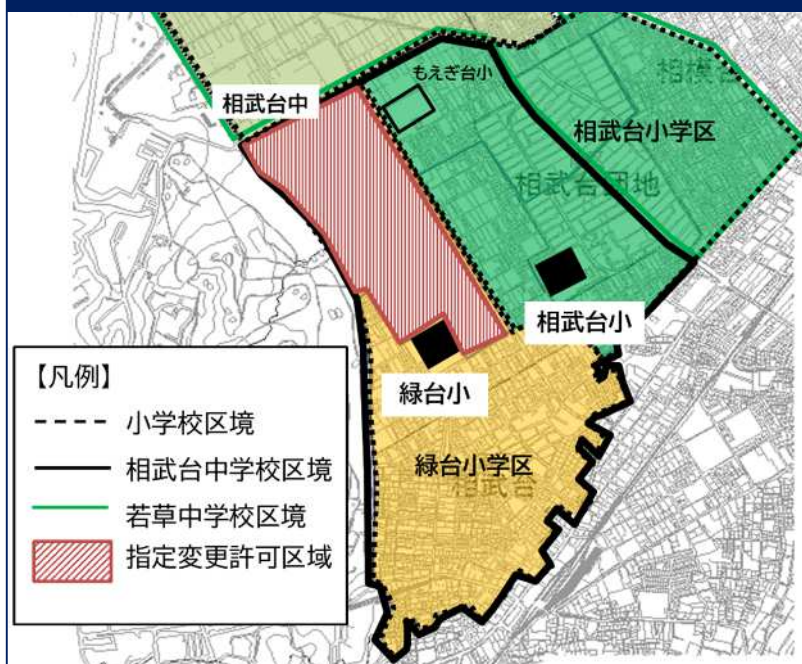 もえぎ台小
相模台
相武台中
相武台小学区
相武台団地
相武台小
【凡例】
小学校区境
相武台中学校区境
若草中学校区境
指定変更許可区域
緑台小
緑台小学区
相武台